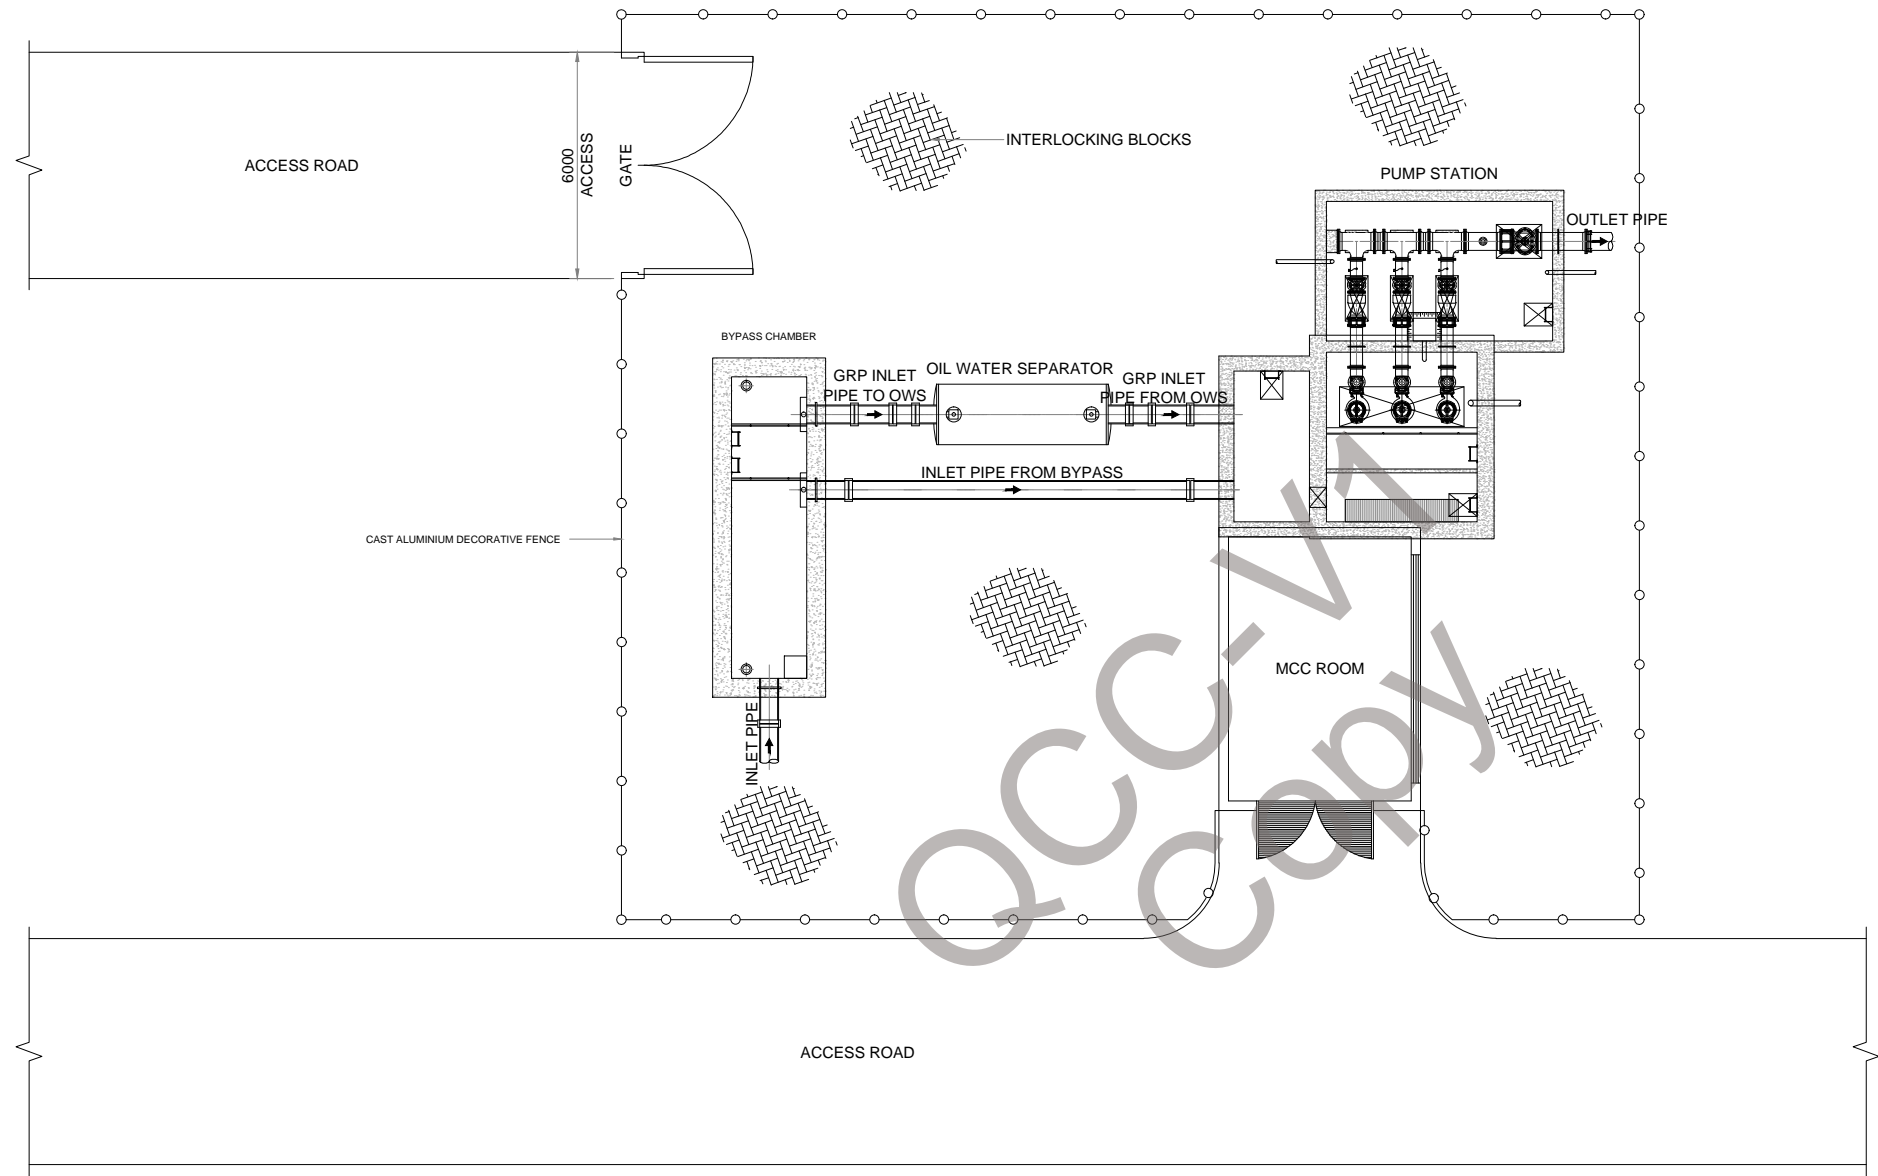 INTERLOCKING BLOCKS
ACCESS ROAD
6000
ACCESS
GATE
PUMP STATION
OUTLET PIPE
BYPASS CHAMBER
GRP INLET
PIPE TO OWS
OIL WATER SEPARATOR
GRP INLET
PIPE FROM OWS
INLET PIPE FROM BYPASS
CAST ALUMINIUM DECORATIVE FENCE
MCC ROOM
INLET PIPE
QCC-V1
Copy
ACCESS ROAD